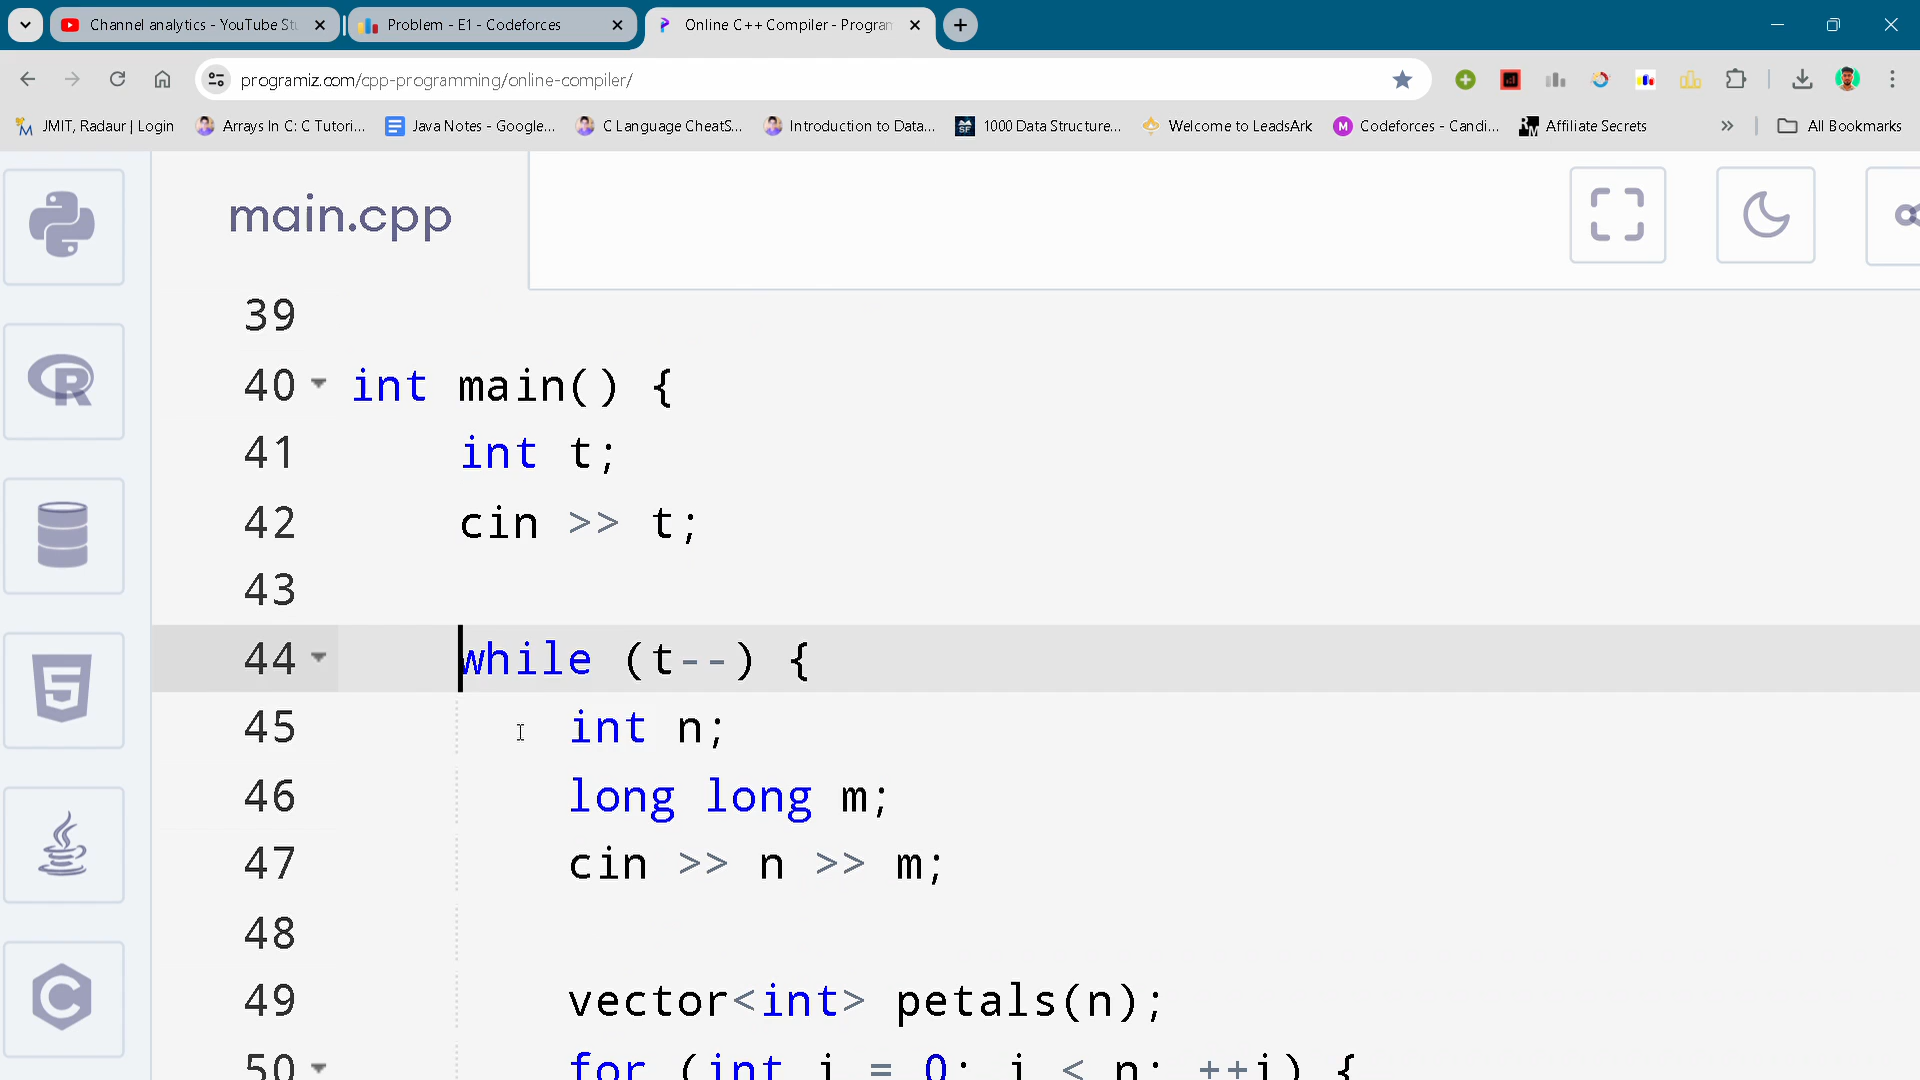 Channel analytics - YouTube Stu
Problem - E1 - Codeforces
Online C++ Compiler - Program
programiz.com/cpp-programming/online-compiler/
JMIT, Radaur | Login
Arrays In C: C Tutori...
Java Notes - Google...
C Language CheatS...
Introduction to Data...
1000 Data Structure...
Welcome to LeadsArk
Codeforces - Candi...
Affiliate Secrets
All Bookmarks
main.cpp
39
40 int main() {
41 int t;
42 cin >> t;
43
44 while (t--) {
45 int n;
46 long long m;
47 cin >> n >> m;
48
49 vector<int> petals(n);
50 for (int i = 0; i < n; ++i) {